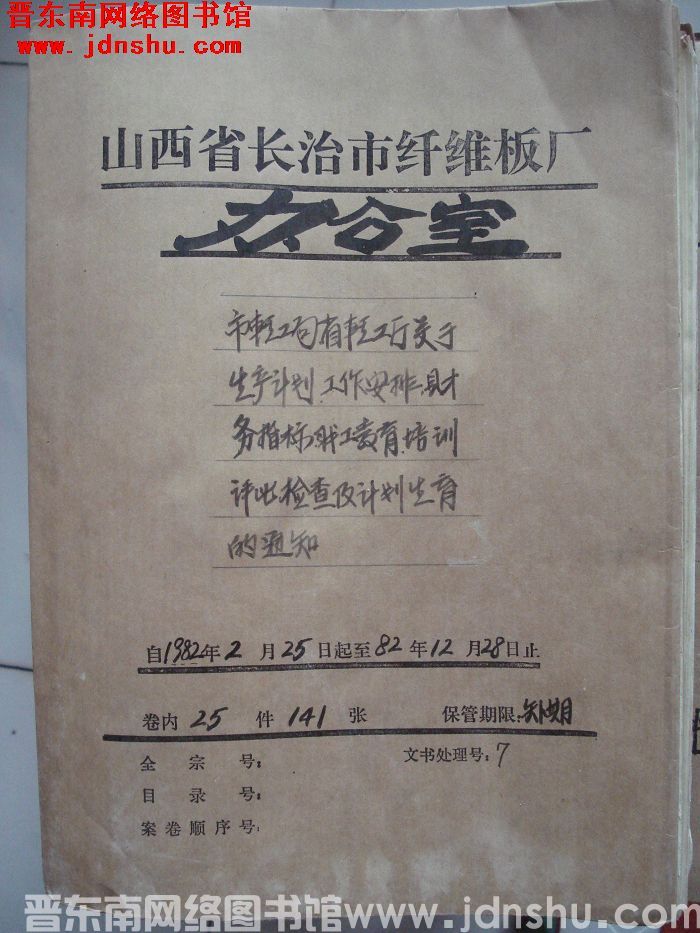 晋东南网络图书馆
www.jdnshu.com
山西省长治市纤维板厂
办公室
市轻工局省轻工厅关于
生产计划工作安排、财
务指标、职工教育、培训
评比检查及计划生育
的通知
自1982年2月25日起至82年12月28日止
卷内25件141张 保管期限:短期
全宗号: 文书处理号:7
目录号:
案卷顺序号:
晋东南网络图书馆 www.jdnshu.com